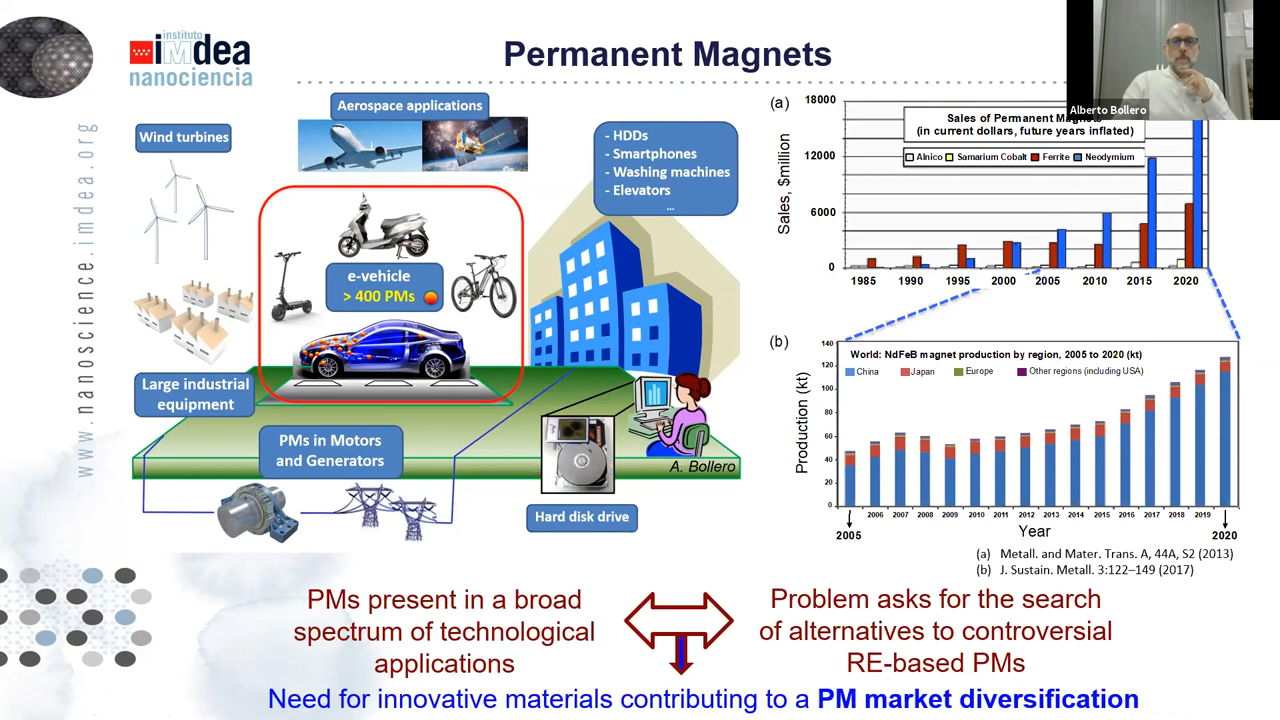 instituto
imdea
nanociencia
Permanent Magnets
www.nanoscience.imdea.org
Alberto Bollero
Aerospace applications
Wind turbines
- HDDs
- Smartphones
- Washing machines
- Elevators
...
e-vehicle
> 400 PMs
Large industrial
equipment
PMs in Motors
and Generators
A. Bollero
Hard disk drive
(a)
Sales of Permanent
(in current dollars, future years inflated)
Alnico Samarium Cobalt Ferrite Neodymium
Sales, $million
18000
12000
6000
0
1985 1990 1995 2000 2005 2010 2015 2020
(b)
World: NdFeB magnet production by region, 2005 to 2020 (kt)
China Japan Europe Other regions (including USA)
Production (kt)
140
120
100
80
60
40
20
0
2006 2007 2008 2009 2010 2011 2012 2013 2014 2015 2016 2017 2018 2019
2005 Year 2020
(a) Metall. and Mater. Trans. A, 44A, S2 (2013)
(b) J. Sustain. Metall. 3:122–149 (2017)
PMs present in a broad
spectrum of technological
applications
Problem asks for the search
of alternatives to controversial
RE-based PMs
Need for innovative materials contributing to a PM market diversification